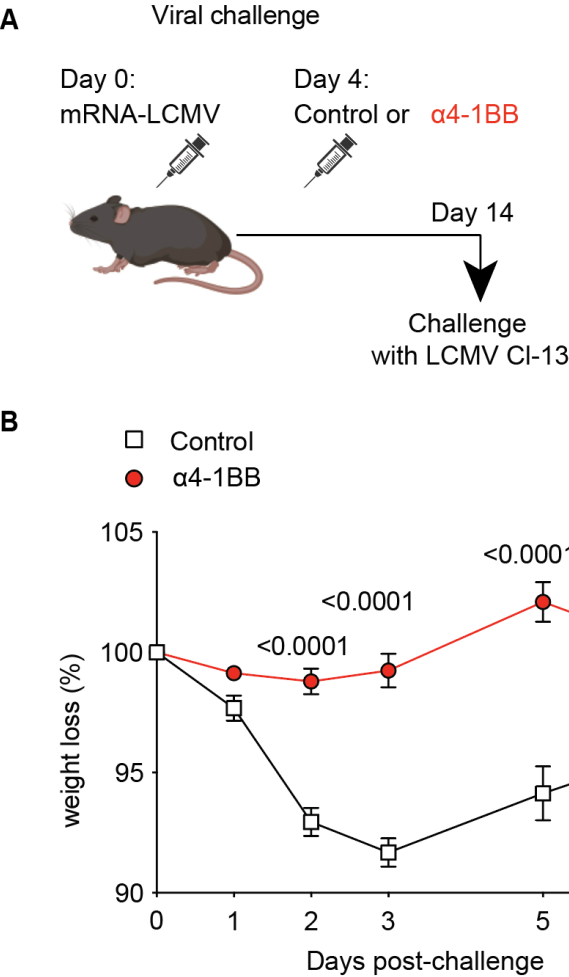 A
Viral challenge
Day 0:
mRNA-LCMV
Day 4:
Control or α4-1BB
Day 14
Challenge
with LCMV Cl-13
B
Control
α4-1BB
105
100
95
90
weight loss (%)
<0.0001
<0.0001
<0.0001
0 1 2 3 5
Days post-challenge